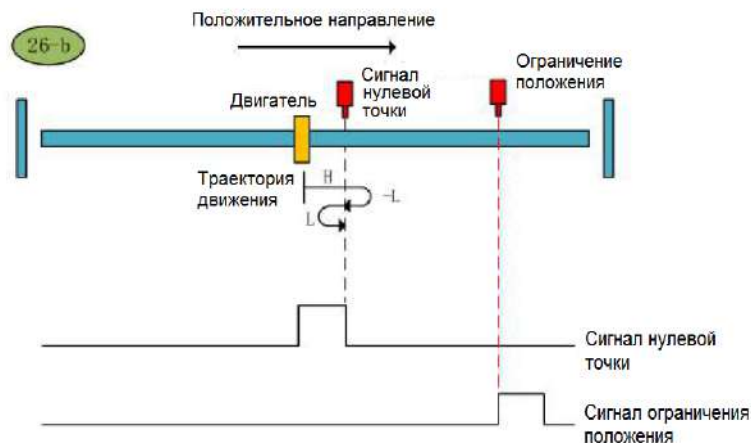 26-b
Положительное направление
Сигнал
нулевой
точки
Ограничение
положения
Двигатель
Траектория
движения
H
-L
L
Сигнал нулевой
точки
Сигнал ограничения
положения